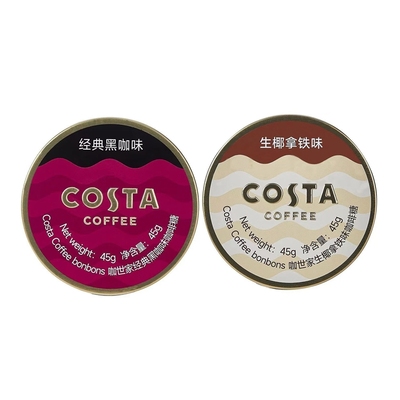 经典黑咖味
COSTA
COFFEE
Net weight: 45g 净含量: 45g
Costa Coffee bonbons 咖世家经典黑咖味咖啡糖
生椰拿铁味
COSTA
COFFEE
Net weight: 45g 净含量: 45g
Costa Coffee bonbons 咖世家生椰拿铁味咖啡糖